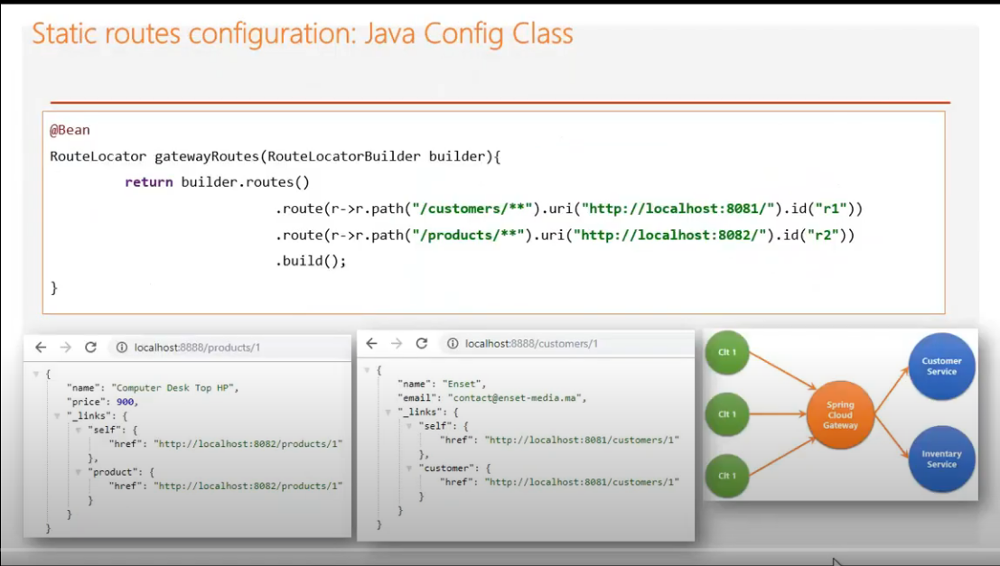 Static routes configuration: Java Config Class
@Bean
RouteLocator gatewayRoutes(RouteLocatorBuilder builder){
return builder.routes()
.route(r->r.path("/customers/**").uri("http://localhost:8081/").id("r1"))
.route(r->r.path("/products/**").uri("http://localhost:8082/").id("r2"))
.build();
}
localhost:8888/products/1
{
"name": "Computer Desk Top HP",
"price": 900,
"_links": {
"self": {
"href": "http://localhost:8082/products/1"
},
"product": {
"href": "http://localhost:8082/products/1"
}
}
}
localhost:8888/customers/1
{
"name": "Enset",
"email": "contact@enset-media.ma",
"_links": {
"self": {
"href": "http://localhost:8081/customers/1"
},
"customer": {
"href": "http://localhost:8081/customers/1"
}
}
}
Clt 1
Clt 1
Clt 1
Spring
Cloud
Gateway
Customer
Service
Inventory
Service